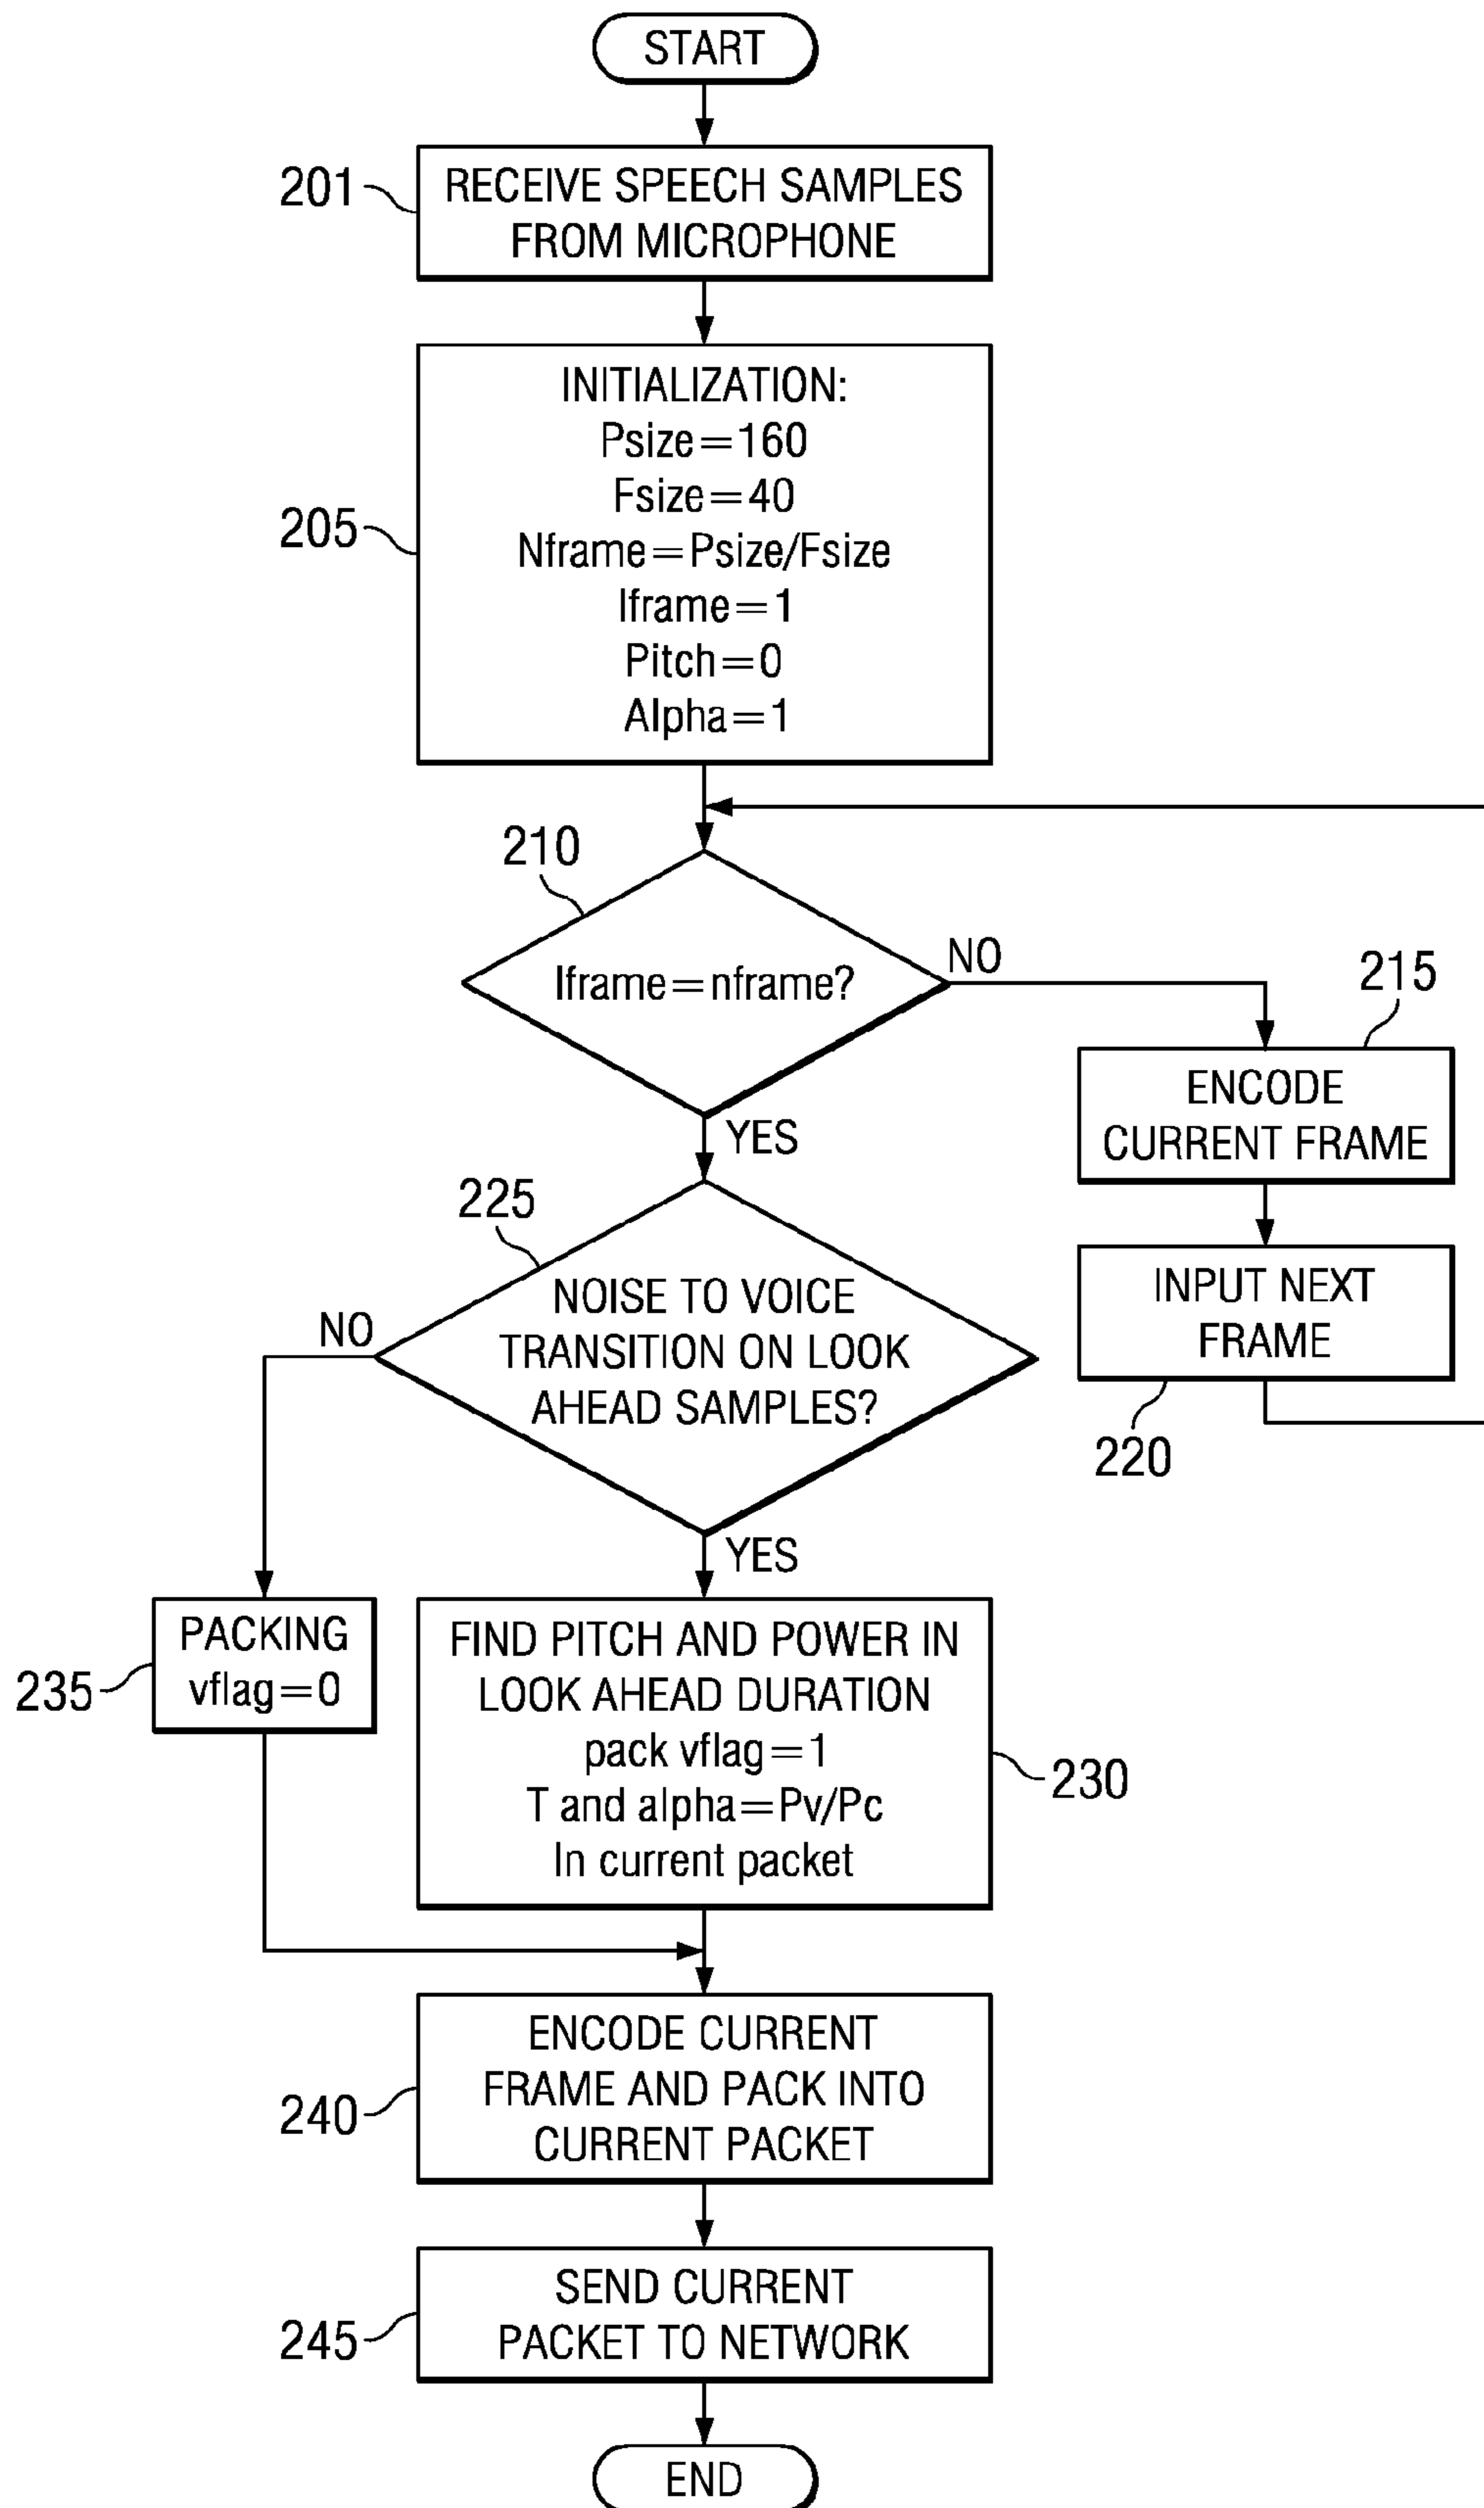 START
201
RECEIVE SPEECH SAMPLES
FROM MICROPHONE
205
INITIALIZATION:
Psize=160
Fsize=40
Nframe=Psize/Fsize
Iframe=1
Pitch=0
Alpha=1
210
Iframe=nframe?
NO
YES
215
ENCODE
CURRENT FRAME
INPUT NEXT
FRAME
220
225
NOISE TO VOICE
TRANSITION ON LOOK
AHEAD SAMPLES?
NO
YES
235
PACKING
vflag=0
FIND PITCH AND POWER IN
LOOK AHEAD DURATION
pack vflag=1
T and alpha=Pv/Pc
In current packet
230
240
ENCODE CURRENT
FRAME AND PACK INTO
CURRENT PACKET
245
SEND CURRENT
PACKET TO NETWORK
END